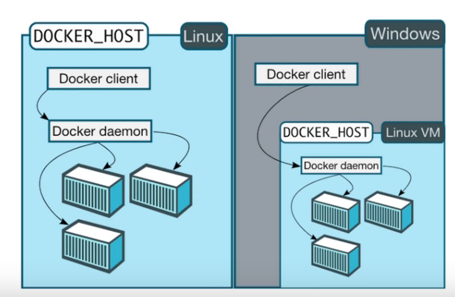 DOCKER_HOST
Linux
Docker client
Docker daemon
Windows
Docker client
DOCKER_HOST
Linux VM
Docker daemon